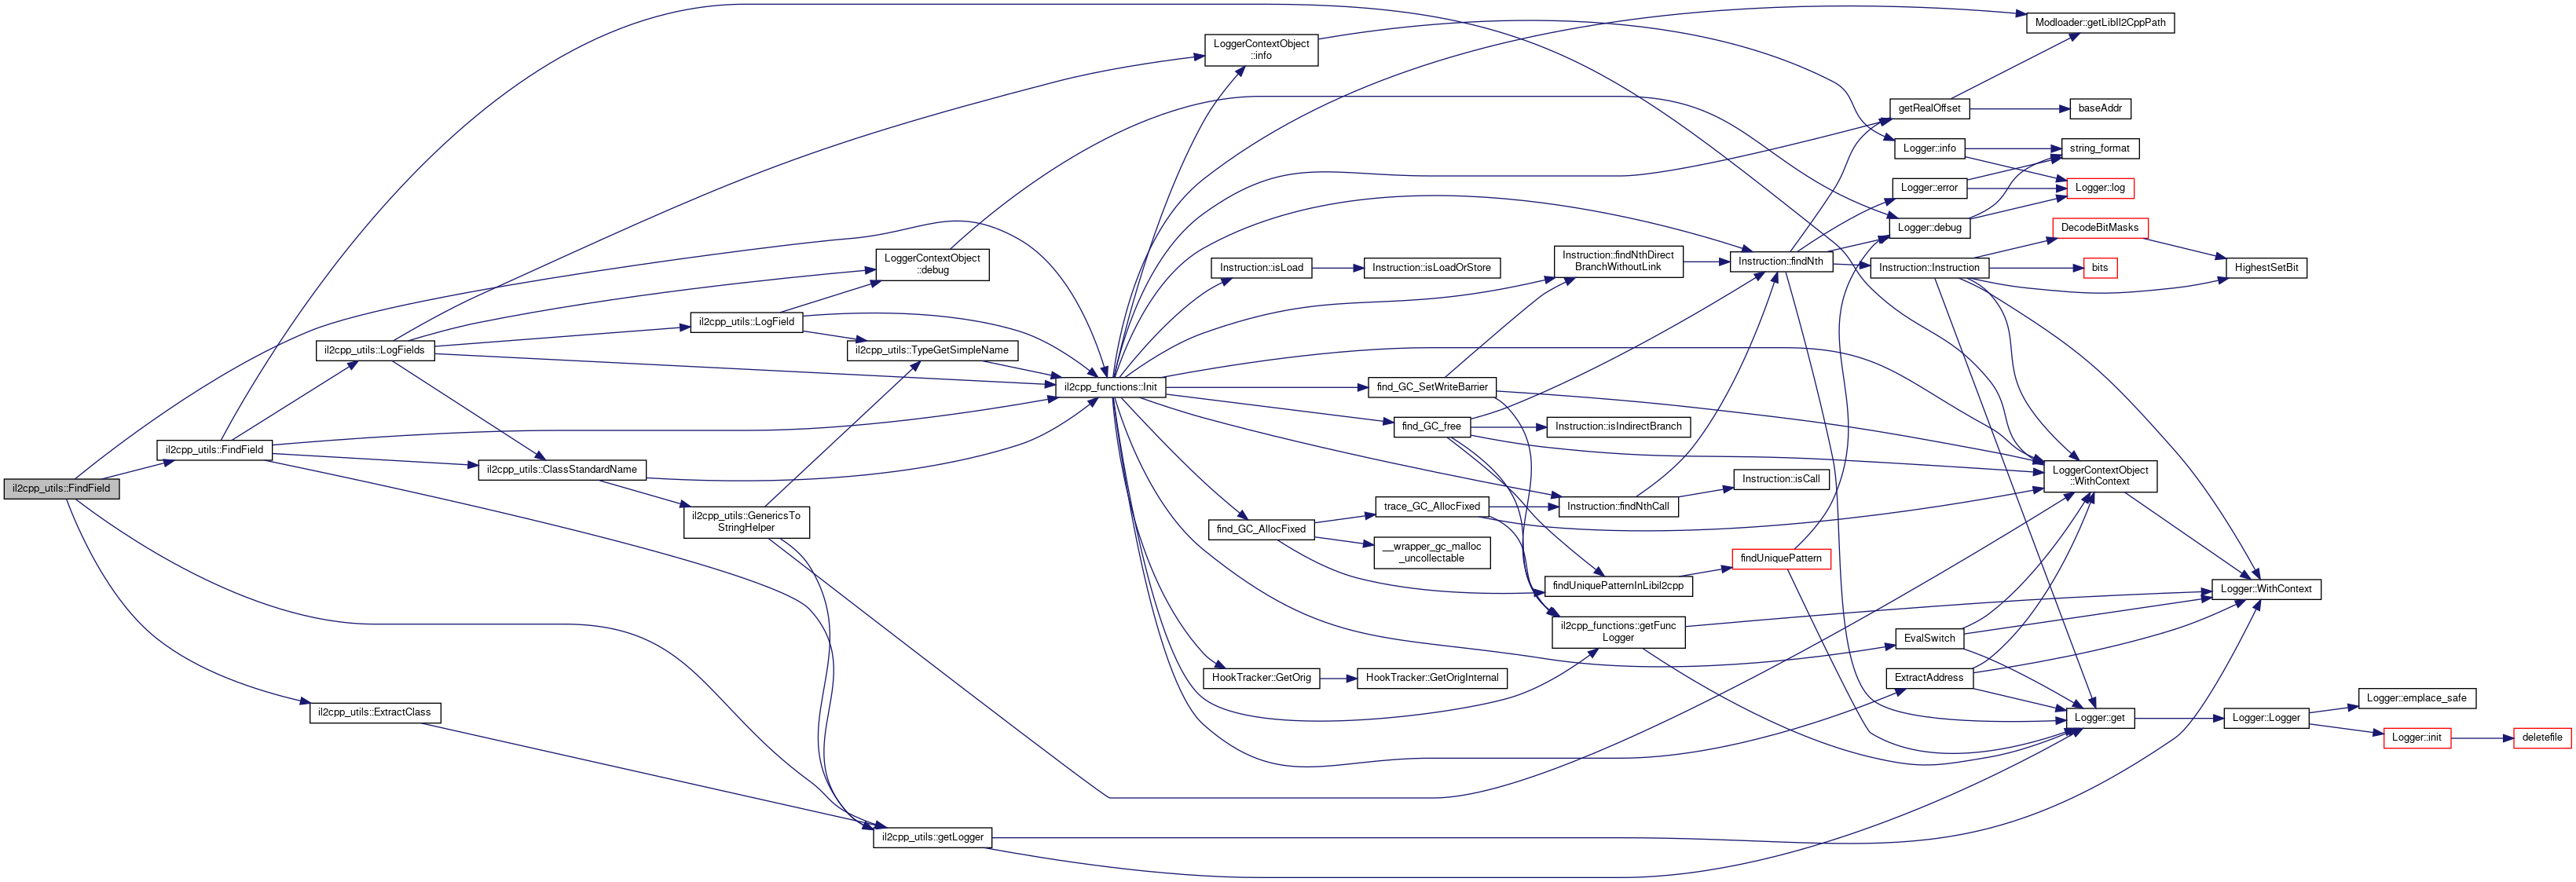 il2cpp_utils::FindField
il2cpp_utils::FindField
il2cpp_utils::LogFields
il2cpp_utils::ExtractClass
il2cpp_utils::ClassStandardName
il2cpp_utils::LogField
il2cpp_utils::GenericsTo
StringHelper
LoggerContextObject
::debug
il2cpp_utils::TypeGetSimpleName
il2cpp_utils::getLogger
il2cpp_functions::Init
LoggerContextObject
::info
Instruction::isLoad
find_GC_AllocFixed
HookTracker::GetOrig
Instruction::isLoadOrStore
find_GC_SetWriteBarrier
find_GC_free
trace_GC_AllocFixed
__wrapper_gc_malloc
_uncollectable
HookTracker::GetOrigInternal
Instruction::findNthDirect
BranchWithoutLink
Instruction::isIndirectBranch
Instruction::findNthCall
findUniquePatternInLibil2cpp
il2cpp_functions::getFunc
Logger
Instruction::findNth
Instruction::isCall
findUniquePattern
getRealOffset
Logger::info
Logger::error
Logger::debug
Instruction::Instruction
EvalSwitch
ExtractAddress
Modloader::getLibIl2CppPath
baseAddr
string_format
Logger::log
DecodeBitMasks
bits
LoggerContextObject
::WithContext
Logger::get
HighestSetBit
Logger::WithContext
Logger::Logger
Logger::emplace_safe
Logger::init
deletefile